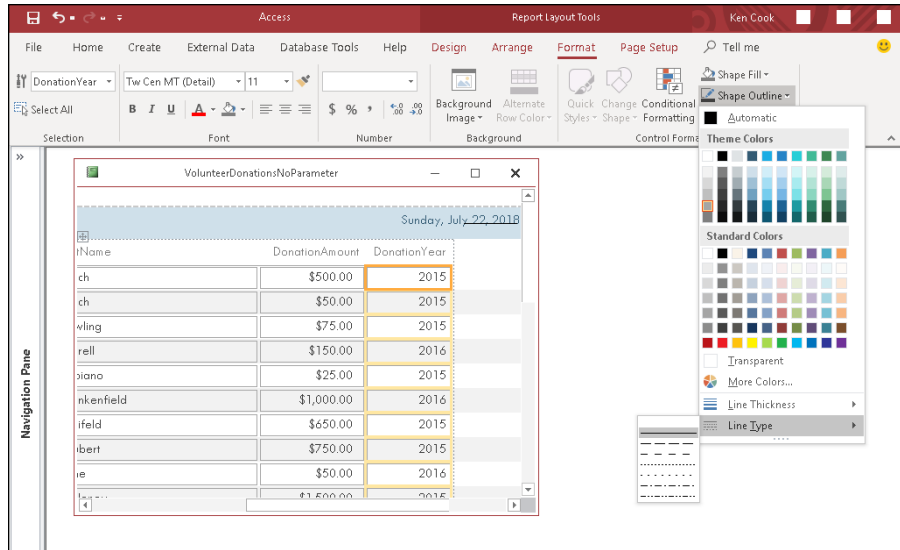 Access Report Layout Tools Ken Cook
File Home Create External Data Database Tools Help Design Arrange Format Page Setup Tell me
DonationYear Tw Cen MT (Detail) 11
Select All
B I U A $ % ,
Background Image
Alternate Row Color
Quick Styles
Change Shape
Conditional Formatting
Shape Fill
Shape Outline
Selection Font Number Background Control Forma
Automatic
Theme Colors
Standard Colors
Transparent
More Colors...
Line Thickness
Line Type
Navigation Pane
VolunteerDonationsNoParameter
Sunday, July 22, 2018
tName DonationAmount DonationYear
ch $500.00 2015
ch $50.00 2015
wling $75.00 2015
rell $150.00 2016
piano $25.00 2015
nkenfield $1,000.00 2016
ifeld $650.00 2015
bert $750.00 2015
e $50.00 2016
$1,500.00 2015